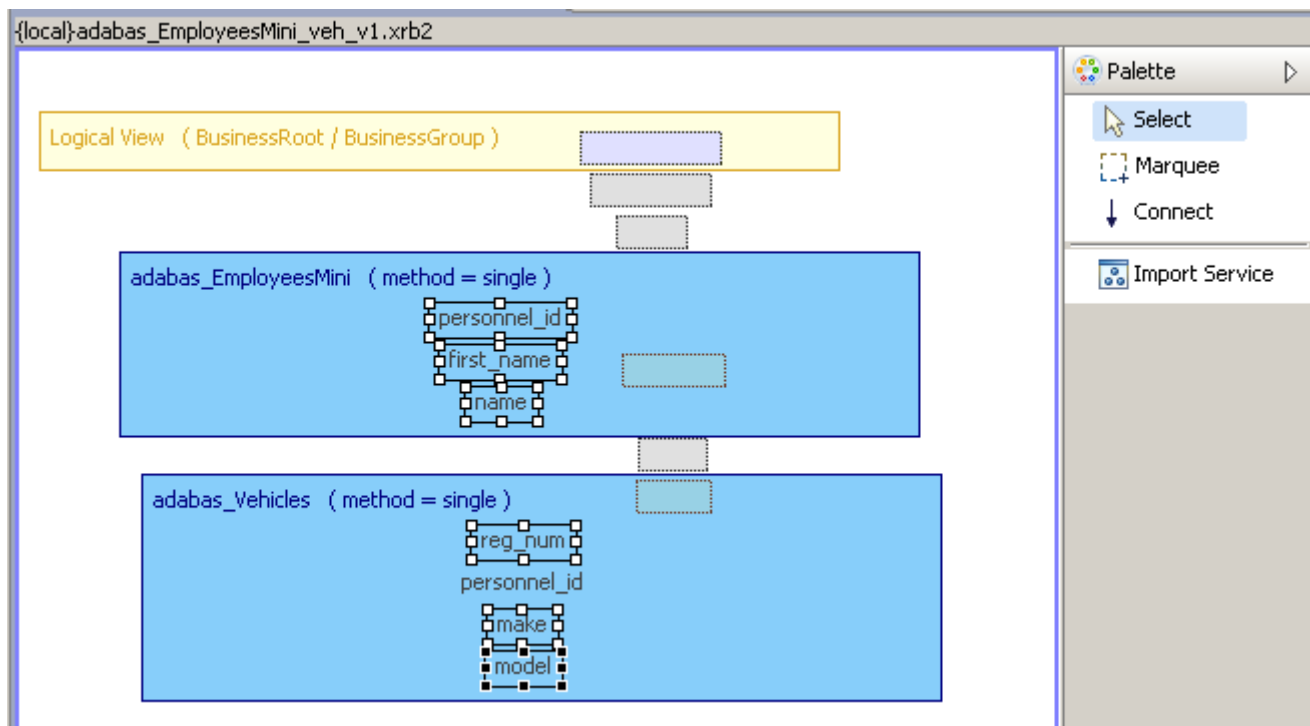 {local}adabas_EmployeesMini_veh_v1.xrb2
Palette
Select
Marquee
Connect
Import Service
Logical View ( BusinessRoot / BusinessGroup )
adabas_EmployeesMini ( method = single )
personnel_id
first_name
name
adabas_Vehicles ( method = single )
reg_num
personnel_id
make
model